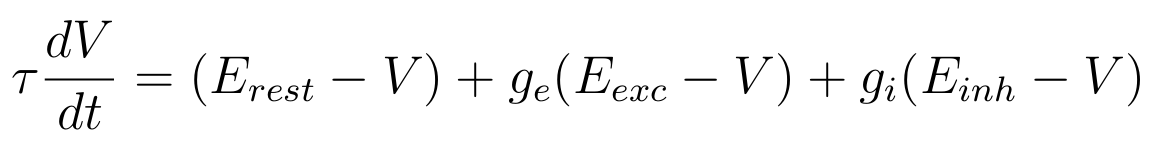 τ dV/dt = (E_rest − V) + g_e(E_exc − V) + g_i(E_inh − V)